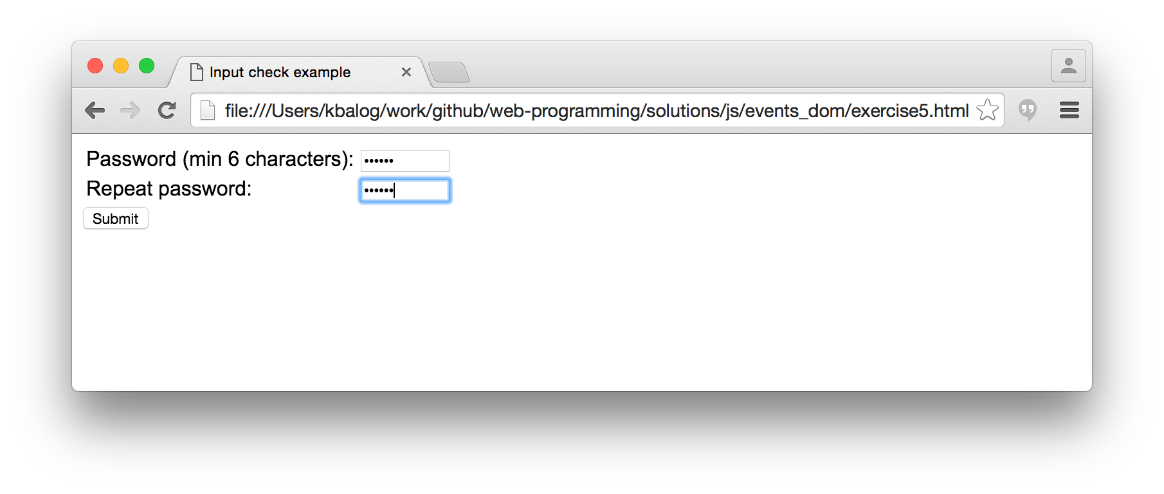 Input check example
file:///Users/kbalog/work/github/web-programming/solutions/js/events_dom/exercise5.html
Password (min 6 characters): ••••••
Repeat password: ••••••
Submit